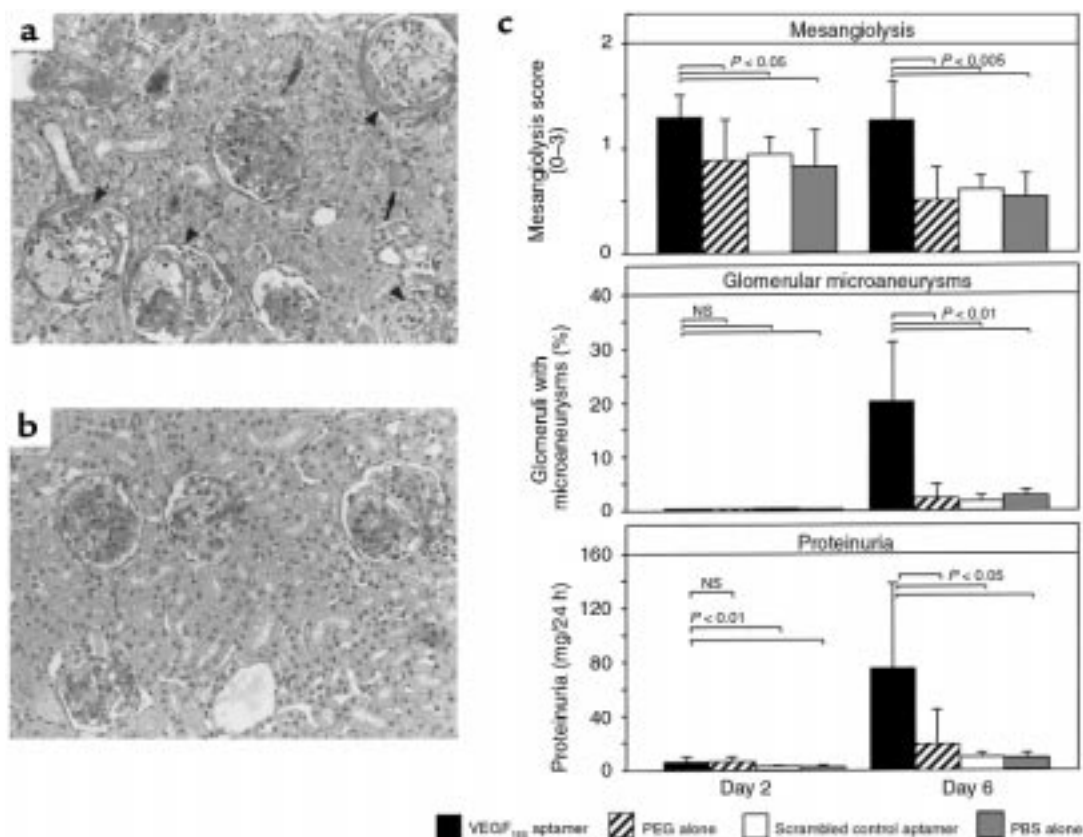 a
b
c
Mesangiolysis
Mesangiolysis score
(0–3)
2
1
0
P < 0.05
P < 0.005
Glomerular microaneurysms
Glomeruli with
microaneurysms (%)
40
30
20
10
0
NS
P < 0.01
Proteinuria
Proteinuria (mg/24 h)
160
120
80
40
0
NS
P < 0.01
P < 0.05
Day 2
Day 6
VEGF165 aptamer
PEG alone
Scrambled control aptamer
PBS alone